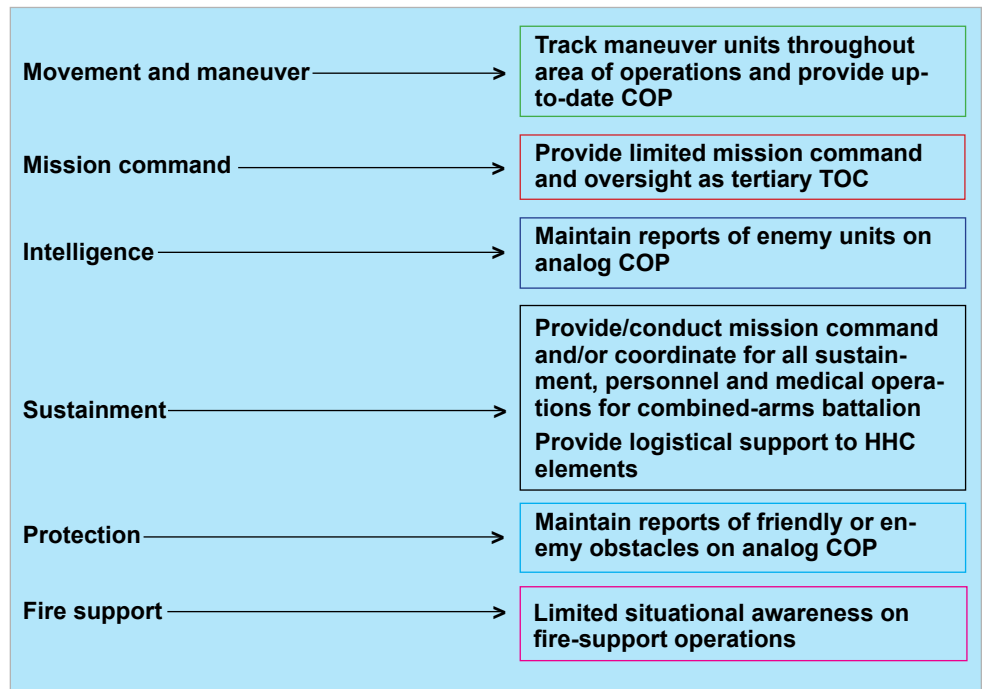 Movement and maneuver
Track maneuver units throughout
area of operations and provide up-
to-date COP
Mission command
Provide limited mission command
and oversight as tertiary TOC
Intelligence
Maintain reports of enemy units on
analog COP
Sustainment
Provide/conduct mission command
and/or coordinate for all sustain-
ment, personnel and medical opera-
tions for combined-arms battalion
Provide logistical support to HHC
elements
Protection
Maintain reports of friendly or en-
emy obstacles on analog COP
Fire support
Limited situational awareness on
fire-support operations